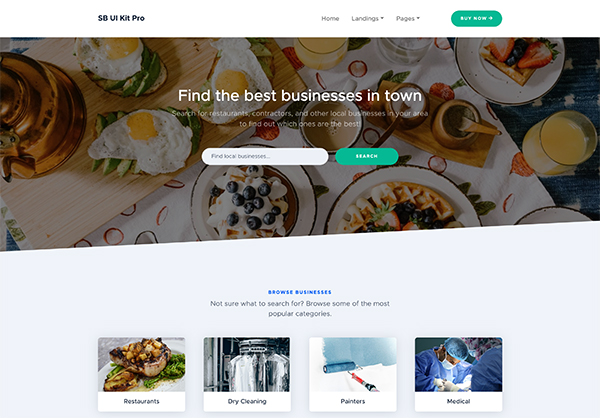 SB UI Kit Pro
Home Landings Pages BUY NOW
Find the best businesses in town
Search for restaurants, contractors, and other local businesses in your area
to find out which ones are the best!
Find local businesses... SEARCH
BROWSE BUSINESSES
Not sure what to search for? Browse some of the most
popular categories.
Restaurants Dry Cleaning Painters Medical